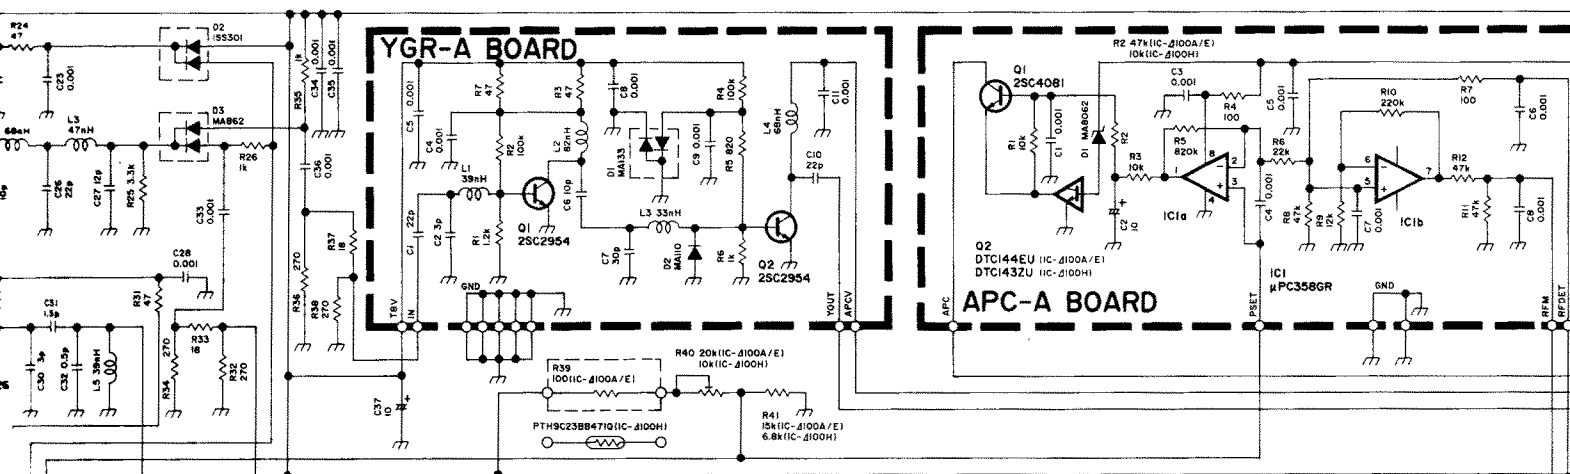 R24
47
C23
0.001
D2
ISS301
D3
MA862
68nH
L3
47nH
C26
22p
C27 12p
R25 3.3k
C33
0.001
R26
1k
R35
1k
C34
0.001
C35
0.001
C36
0.001
R37
18
270
R36
R38
270
C28
0.001
R31
47
C31
1.5p
C30 3p
C32 0.5p
L5 39nH
270
R34
R33
18
R32
270
C37
10
YGR-A BOARD
C5
0.001
C4
0.001
R7
47
R2
100k
R3
47
L2
82nH
C8
0.001
D1
MA133
C9 0.001
R4
100k
R5 820
L4
68nH
C11
0.001
C10
22p
L1
39nH
C1
22p
C2 3p
R1
1.2k
Q1
2SC2954
C6 10p
L3 33nH
C7
30p
D2
MA110
R6
1k
Q2
2SC2954
GND
T8V
IN
YOUT
APCV
R39
100(IC-Δ100A/E)
PTH9C23BB471Q(IC-Δ100H)
R40 20k(IC-Δ100A/E)
10k(IC-Δ100H)
R41
15k(IC-Δ100A/E)
6.8k(IC-Δ100H)
APC-A BOARD
Q1
2SC4081
R1
10k
C1
0.001
D1 MA8062
R2 47k(IC-Δ100A/E)
10k(IC-Δ100H)
R2
R3
10k
C2
10
Q2
DTC144EU (IC-Δ100A/E)
DTC143ZU (IC-Δ100H)
C3
0.001
R4
100
R5
820k
8
2
1
3
4
IC1a
IC1
μPC358GR
C4
0.001
R6
22k
C5
0.001
R8
47k
R9
12k
C7
0.001
R10
220k
6
5
7
IC1b
R7
100
C6
0.001
R12
47k
R11
47k
C8
0.001
GND
APC
PSET
RFM
RFDET